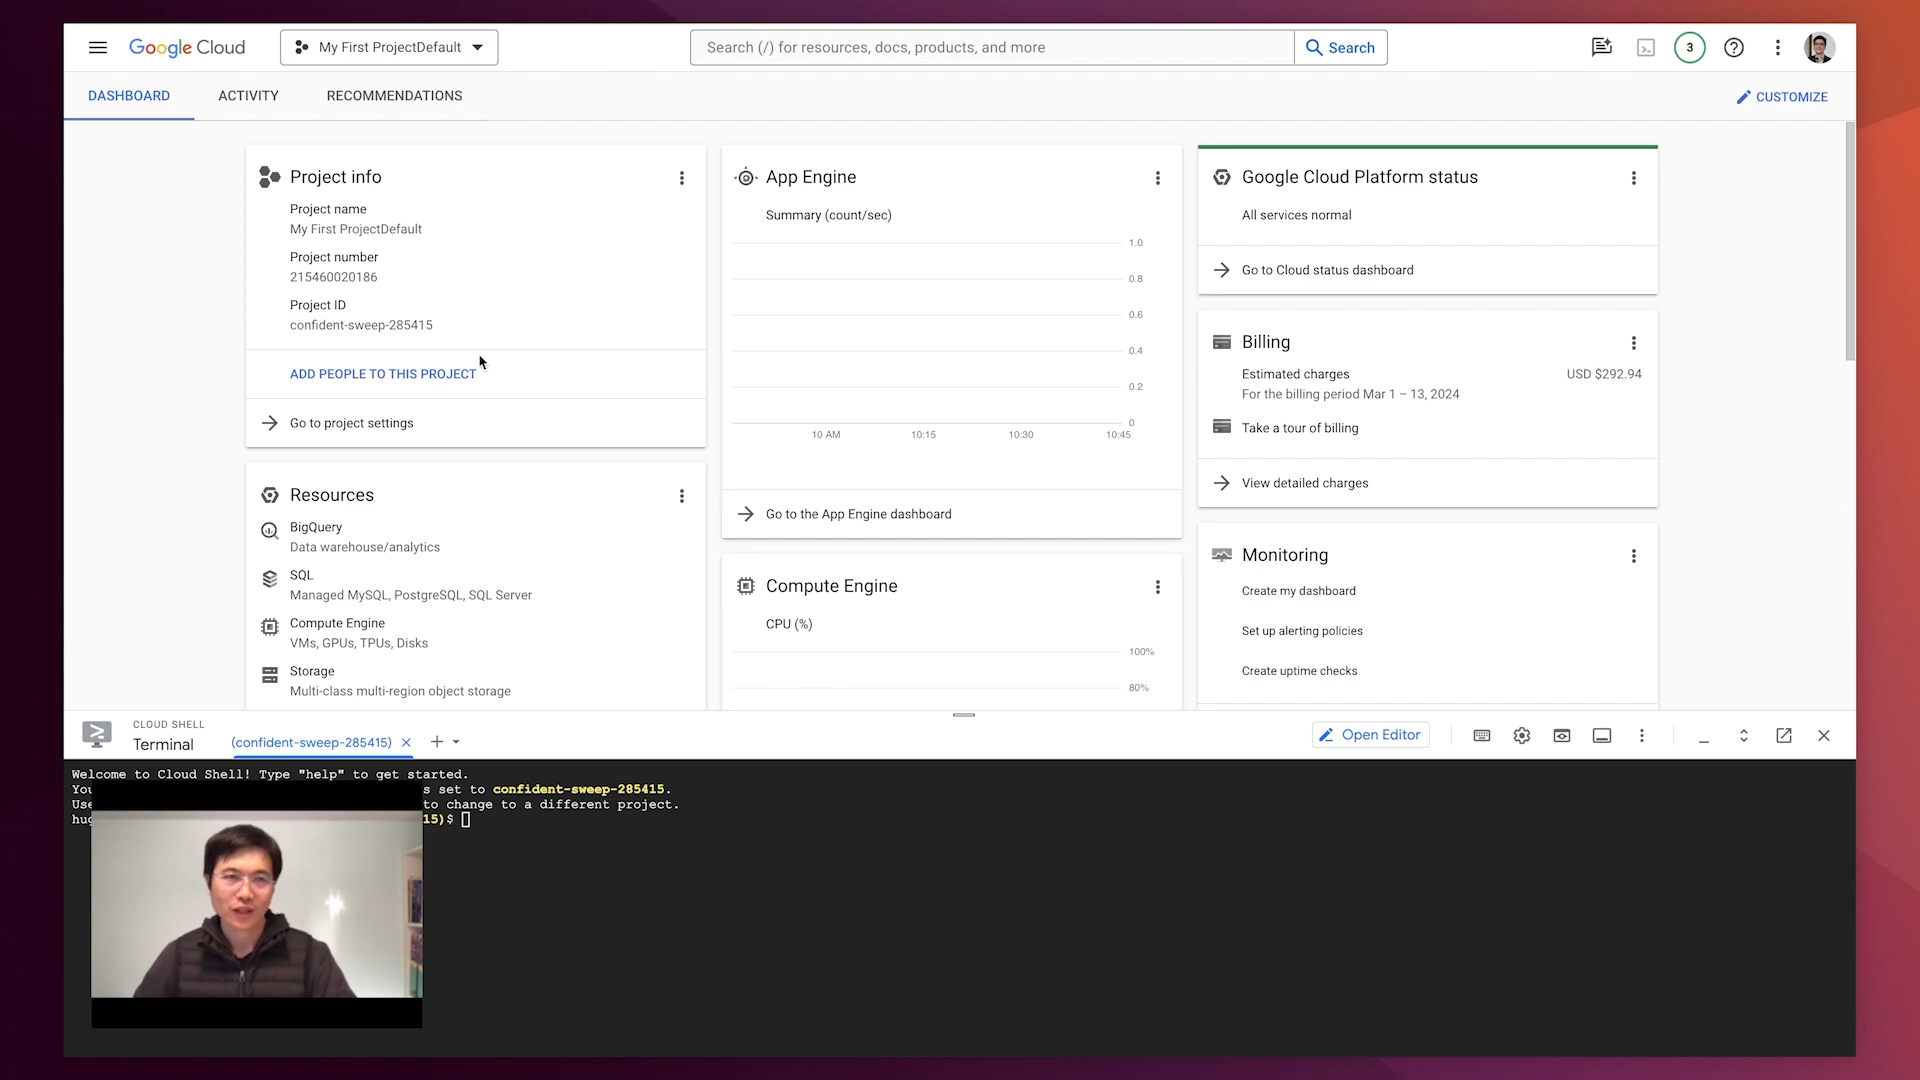 Google Cloud
My First ProjectDefault
Search (/) for resources, docs, products, and more
Search
3
DASHBOARD
ACTIVITY
RECOMMENDATIONS
CUSTOMIZE
Project info
Project name
My First ProjectDefault
Project number
215460020186
Project ID
confident-sweep-285415
ADD PEOPLE TO THIS PROJECT
Go to project settings
Resources
BigQuery
Data warehouse/analytics
SQL
Managed MySQL, PostgreSQL, SQL Server
Compute Engine
VMs, GPUs, TPUs, Disks
Storage
Multi-class multi-region object storage
App Engine
Summary (count/sec)
1.0
0.8
0.6
0.4
0.2
0
10 AM 10:15 10:30 10:45
Go to the App Engine dashboard
Compute Engine
CPU (%)
100%
80%
Google Cloud Platform status
All services normal
Go to Cloud status dashboard
Billing
Estimated charges USD $292.94
For the billing period Mar 1 – 13, 2024
Take a tour of billing
View detailed charges
Monitoring
Create my dashboard
Set up alerting policies
Create uptime checks
CLOUD SHELL
Terminal
(confident-sweep-285415)
Open Editor
Welcome to Cloud Shell! Type "help" to get started.
s set to confident-sweep-285415.
Use to change to a different project.
15)$